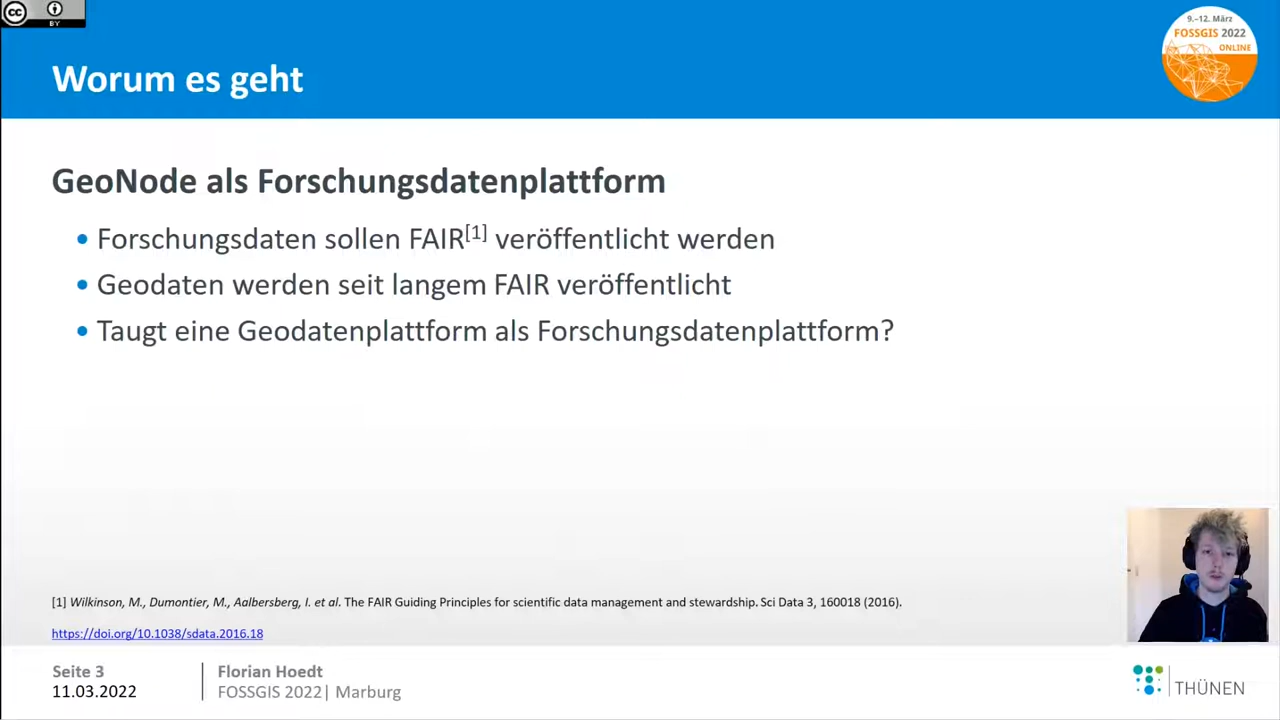 cc
BY
9.–12. März
FOSSGIS 2022
ONLINE
Worum es geht
GeoNode als Forschungsdatenplattform
• Forschungsdaten sollen FAIR[1] veröffentlicht werden
• Geodaten werden seit langem FAIR veröffentlicht
• Taugt eine Geodatenplattform als Forschungsdatenplattform?
[1] Wilkinson, M., Dumontier, M., Aalbersberg, I. et al. The FAIR Guiding Principles for scientific data management and stewardship. Sci Data 3, 160018 (2016).
https://doi.org/10.1038/sdata.2016.18
Seite 3
11.03.2022
Florian Hoedt
FOSSGIS 2022| Marburg
THÜNEN